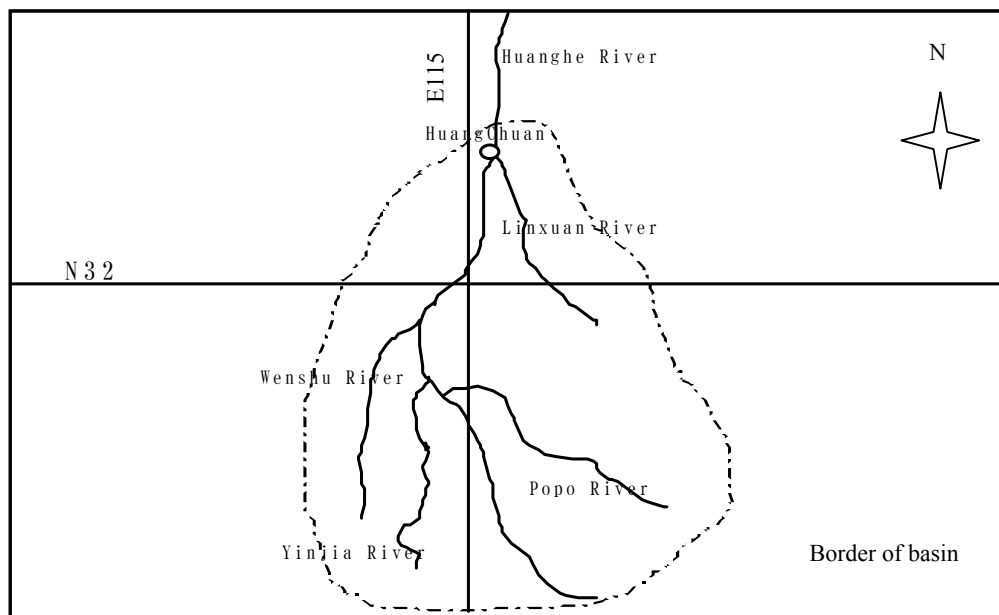 Huanghe River
N
E115
HuangChuan
Linxuan River
N32
Wenshu River
Popo River
Yinjia River
Border of basin